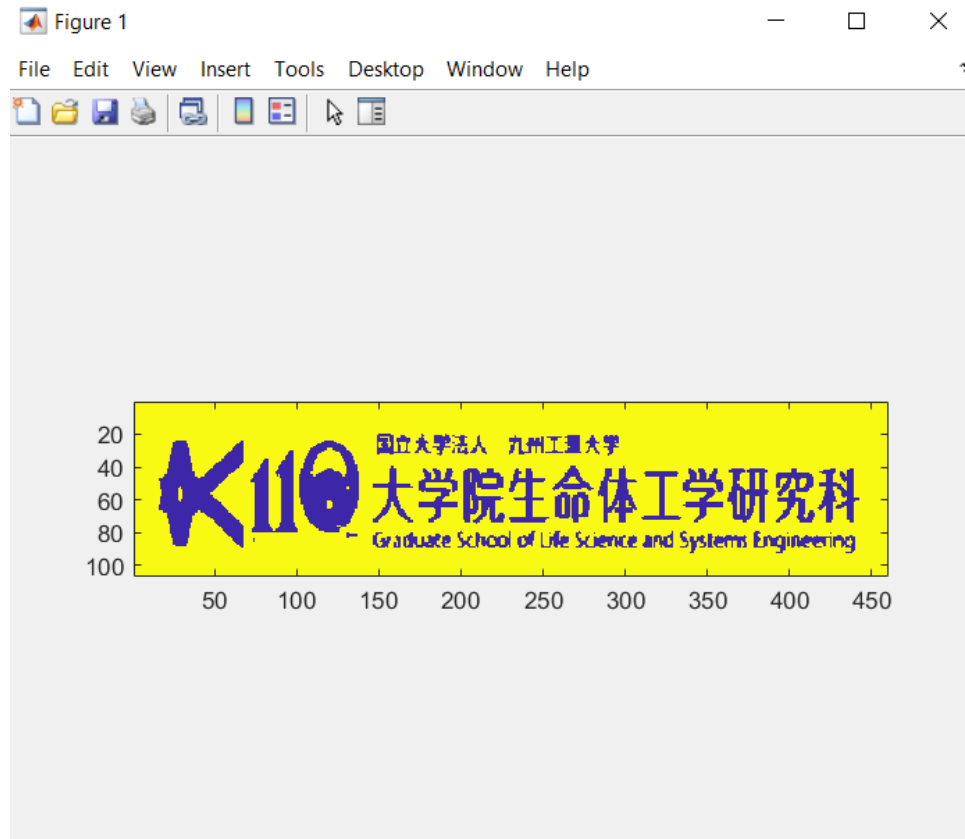 Figure 1
File Edit View Insert Tools Desktop Window Help
20
40
60
80
100
国立大学法人 九州工業大学
大学院生命体工学研究科
Graduate School of Life Science and Systems Engineering
50 100 150 200 250 300 350 400 450